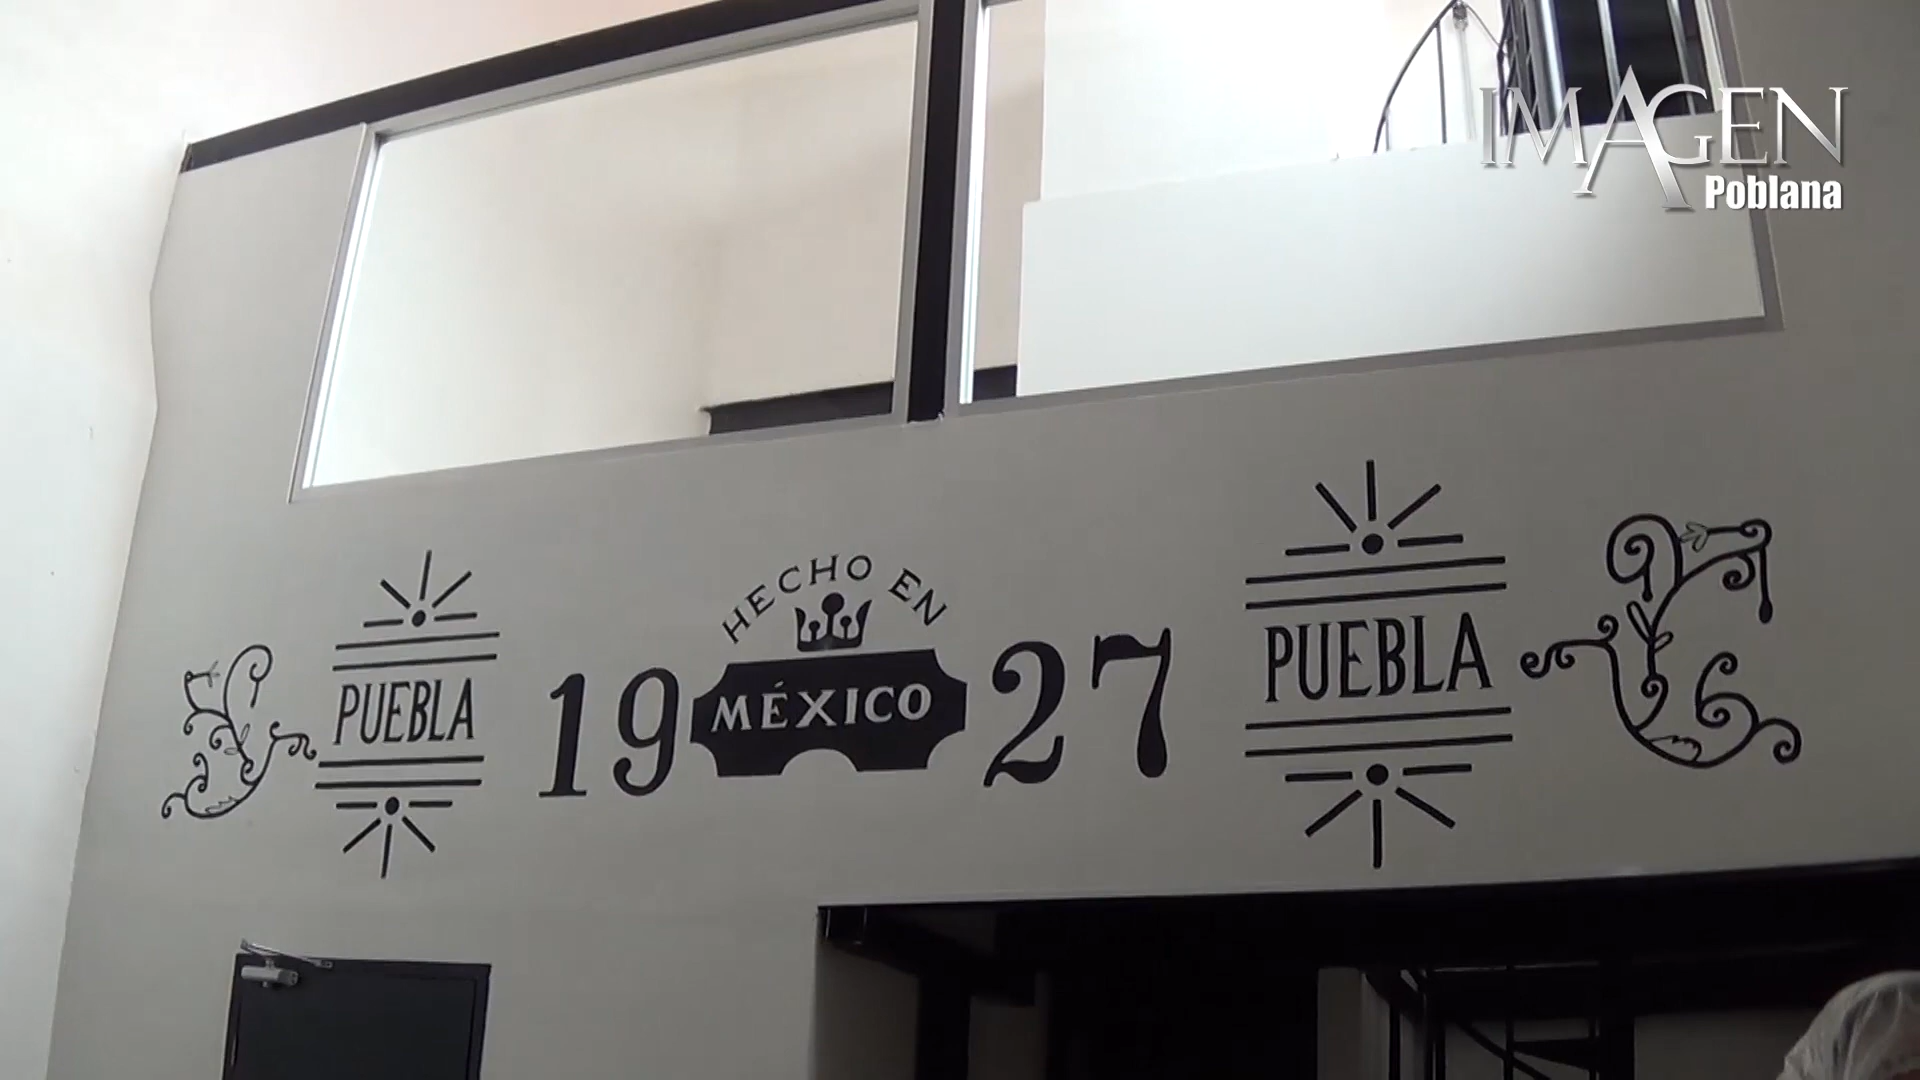 IMAGEN
Poblana
HECHO EN
PUEBLA
19
MÉXICO
27
PUEBLA